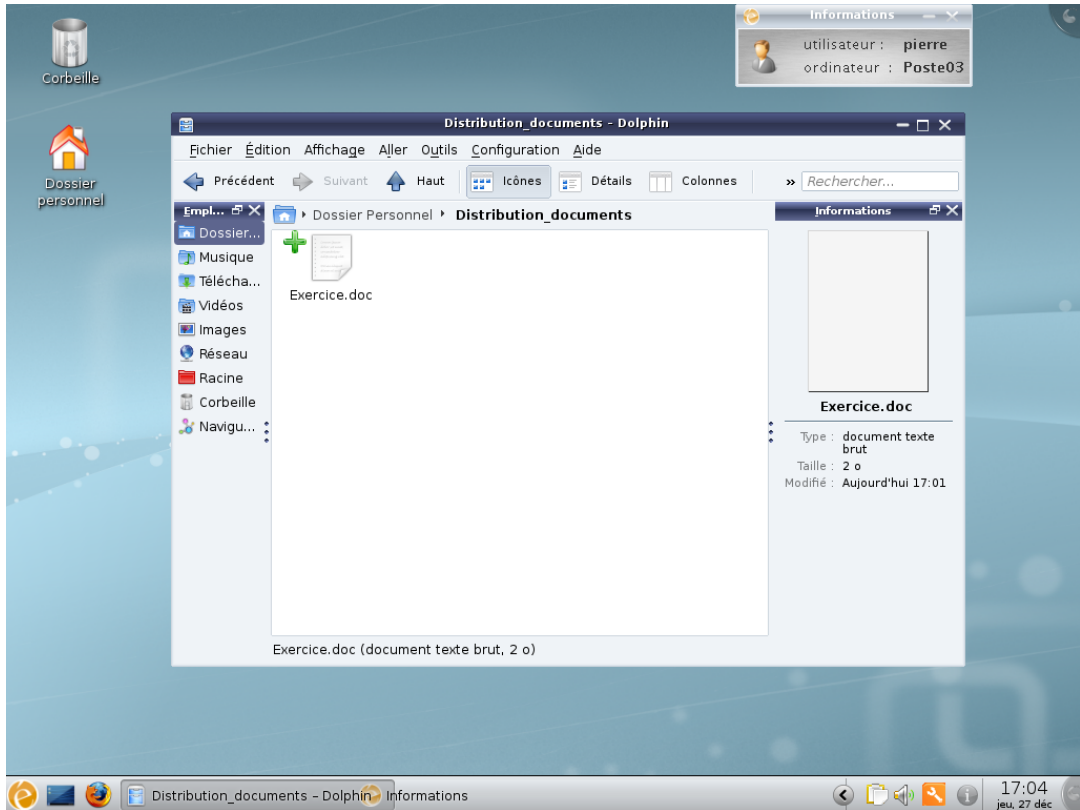 Corbeille
Dossier
personnel
Informations
utilisateur : pierre
ordinateur : Poste03
Distribution_documents - Dolphin
Fichier Édition Affichage Aller Outils Configuration Aide
Précédent Suivant Haut Icônes Détails Colonnes » Rechercher...
Empl...
Dossier...
Musique
Télécha...
Vidéos
Images
Réseau
Racine
Corbeille
Navigu...
Dossier Personnel Distribution_documents
Exercice.doc
Informations
Exercice.doc
Type : document texte
brut
Taille : 2 o
Modifié : Aujourd'hui 17:01
Exercice.doc (document texte brut, 2 o)
Distribution_documents - Dolphin
Informations
17:04
jeu, 27 déc